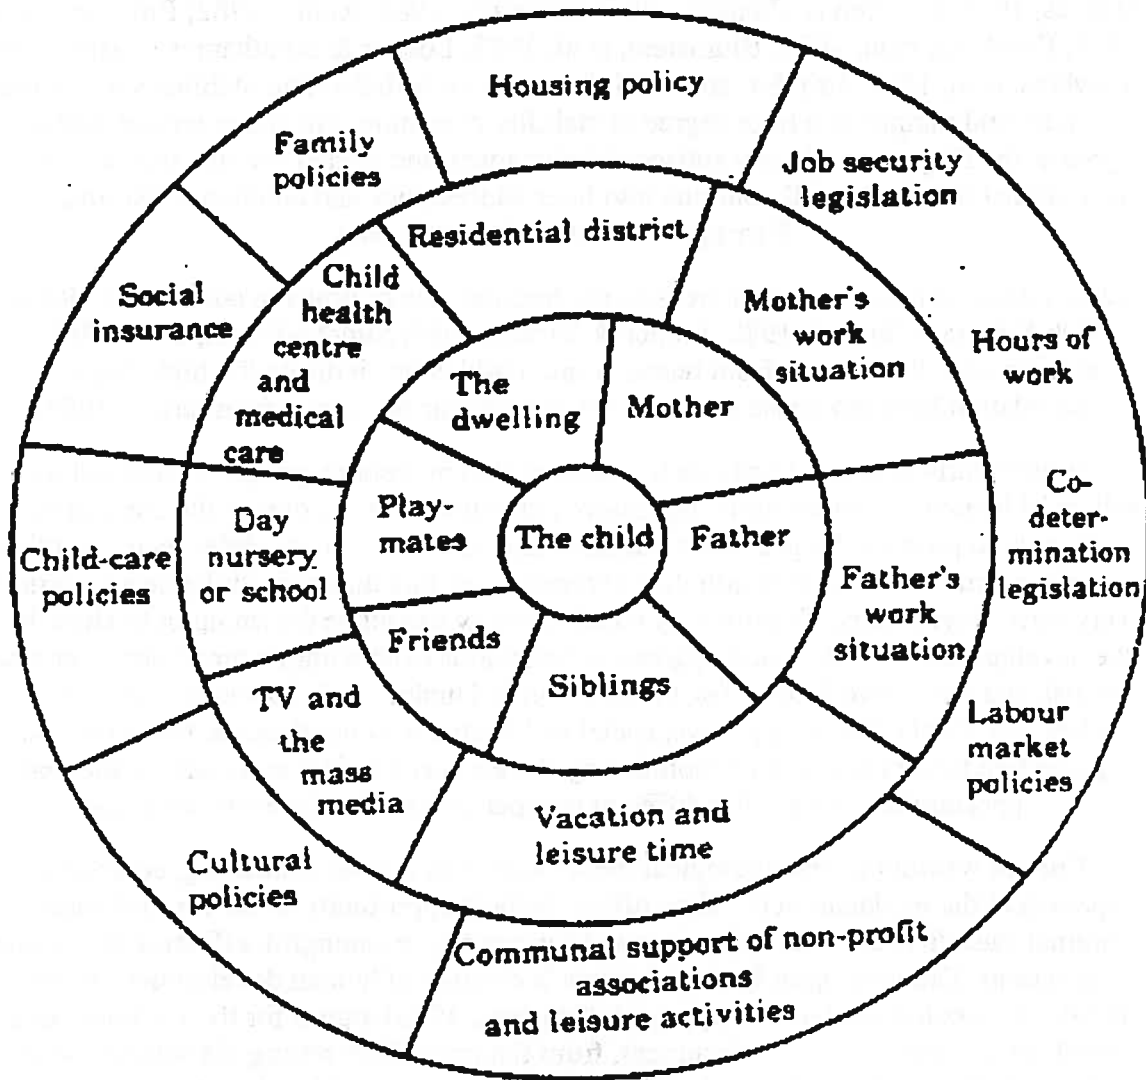 Housing policy
Family
policies
Job security
legislation
Residential district
Child
health
centre
and
medical
care
Social
insurance
Mother's
work
situation
Hours of
work
The
dwelling
Mother
Play-
mates
The child
Father
Day
nursery
or school
Child-care
policies
Co-
deter-
mination
legislation
Father's
work
situation
Friends
Siblings
TV and
the
mass
media
Labour
market
policies
Vacation and
leisure time
Cultural
policies
Communal support of non-profit
associations
and leisure activities